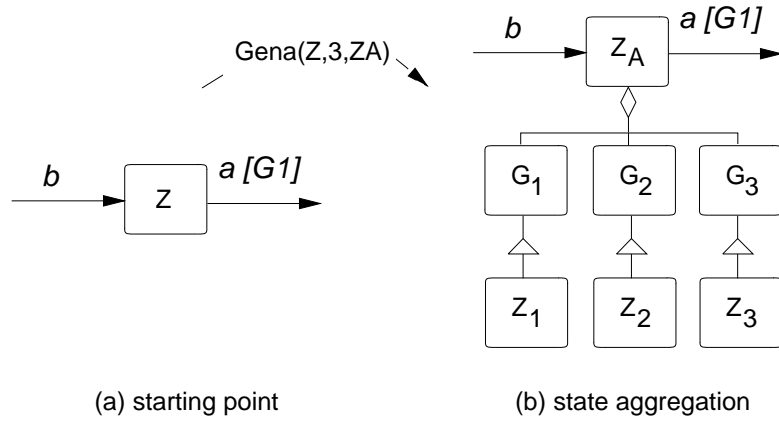 Gena(Z,3,ZA)
b
Z
a [G1]
(a) starting point
b
Z_A
a [G1]
G_1
G_2
G_3
Z_1
Z_2
Z_3
(b) state aggregation